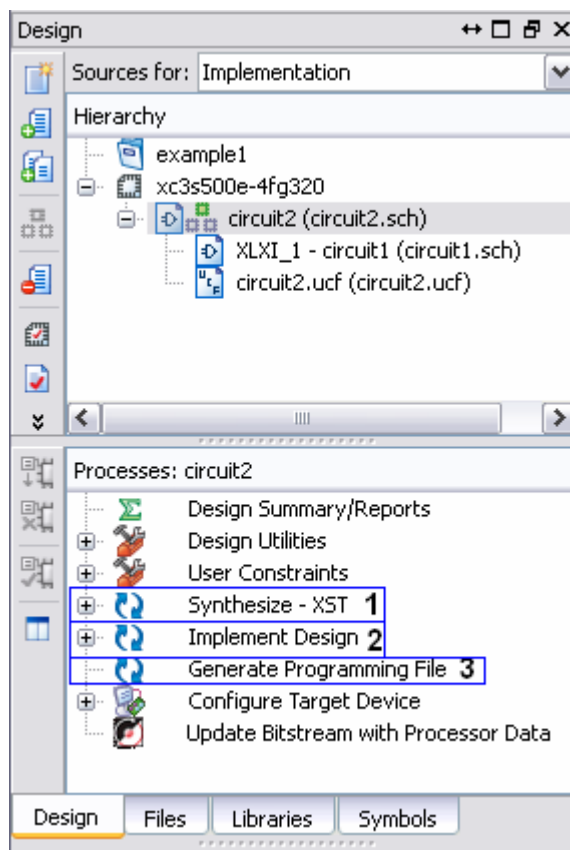 Design
Sources for: Implementation
Hierarchy
example1
xc3s500e-4fg320
circuit2 (circuit2.sch)
XLXI_1 - circuit1 (circuit1.sch)
circuit2.ucf (circuit2.ucf)
Processes: circuit2
Design Summary/Reports
Design Utilities
User Constraints
Synthesize - XST 1
Implement Design 2
Generate Programming File 3
Configure Target Device
Update Bitstream with Processor Data
Design Files Libraries Symbols